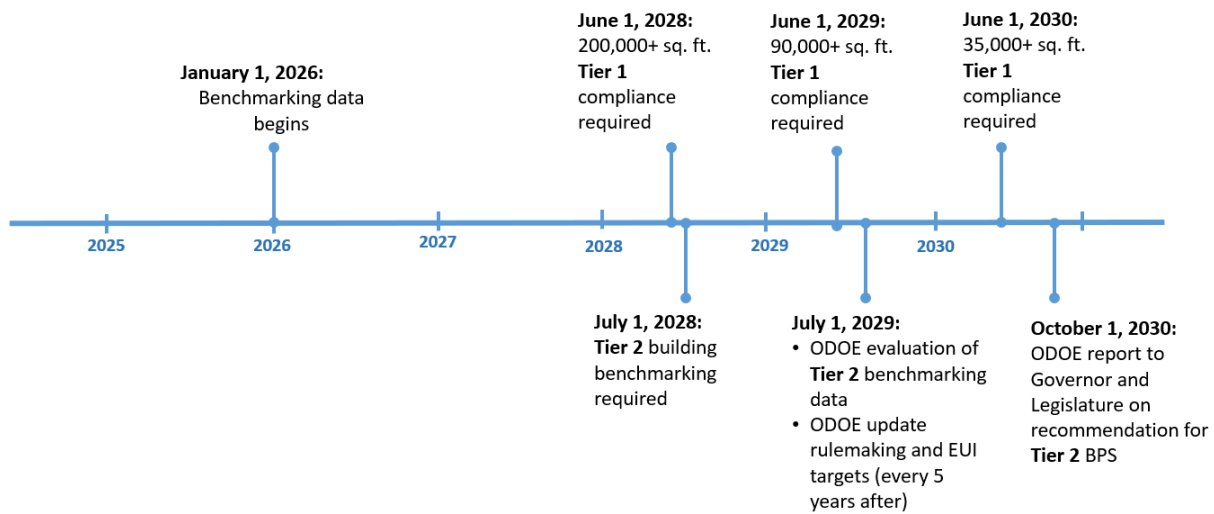 January 1, 2026:
Benchmarking data
begins
June 1, 2028:
200,000+ sq. ft.
Tier 1
compliance
required
June 1, 2029:
90,000+ sq. ft.
Tier 1
compliance
required
June 1, 2030:
35,000+ sq. ft.
Tier 1
compliance
required
2025
2026
2027
2028
2029
2030
July 1, 2028:
Tier 2 building
benchmarking
required
July 1, 2029:
• ODOE evaluation of
Tier 2 benchmarking
data
• ODOE update
rulemaking and EUI
targets (every 5
years after)
October 1, 2030:
ODOE report to
Governor and
Legislature on
recommendation for
Tier 2 BPS